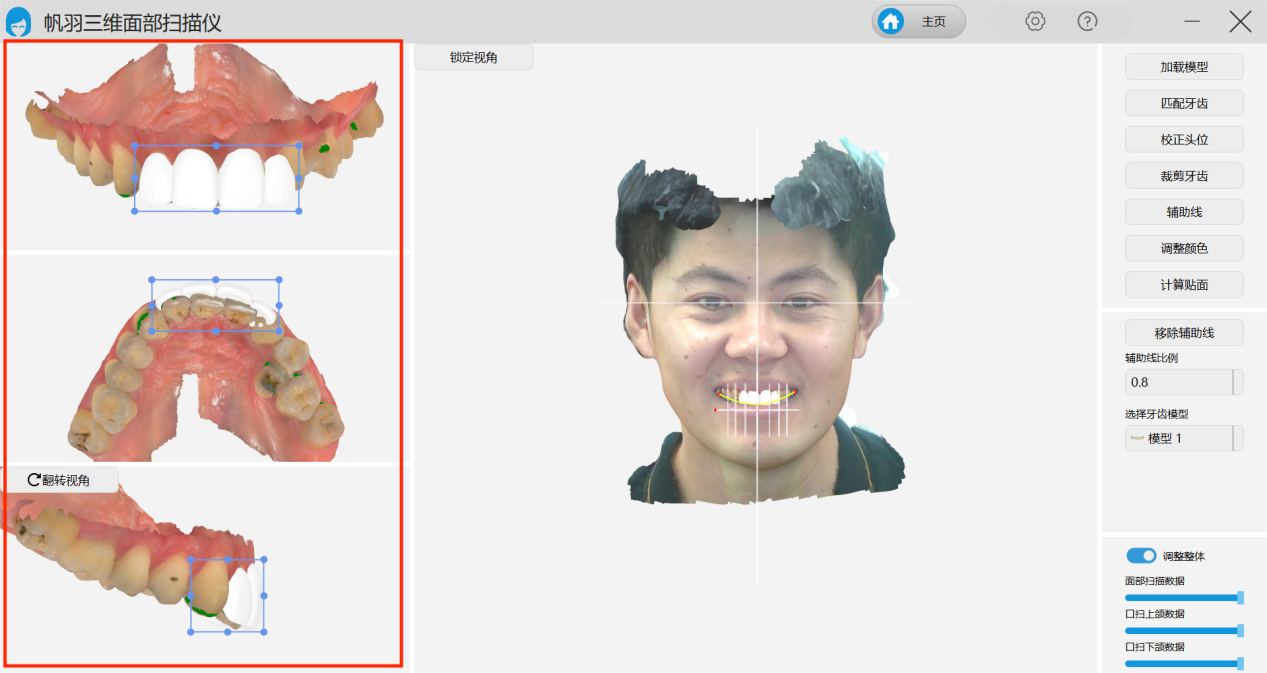 帆羽三维面部扫描仪
主页
锁定视角
翻转视角
加载模型
匹配牙齿
校正头位
裁剪牙齿
辅助线
调整颜色
计算贴面
移除辅助线
辅助线比例
0.8
选择牙齿模型
模型 1
调整整体
面部扫描数据
口扫上颌数据
口扫下颌数据